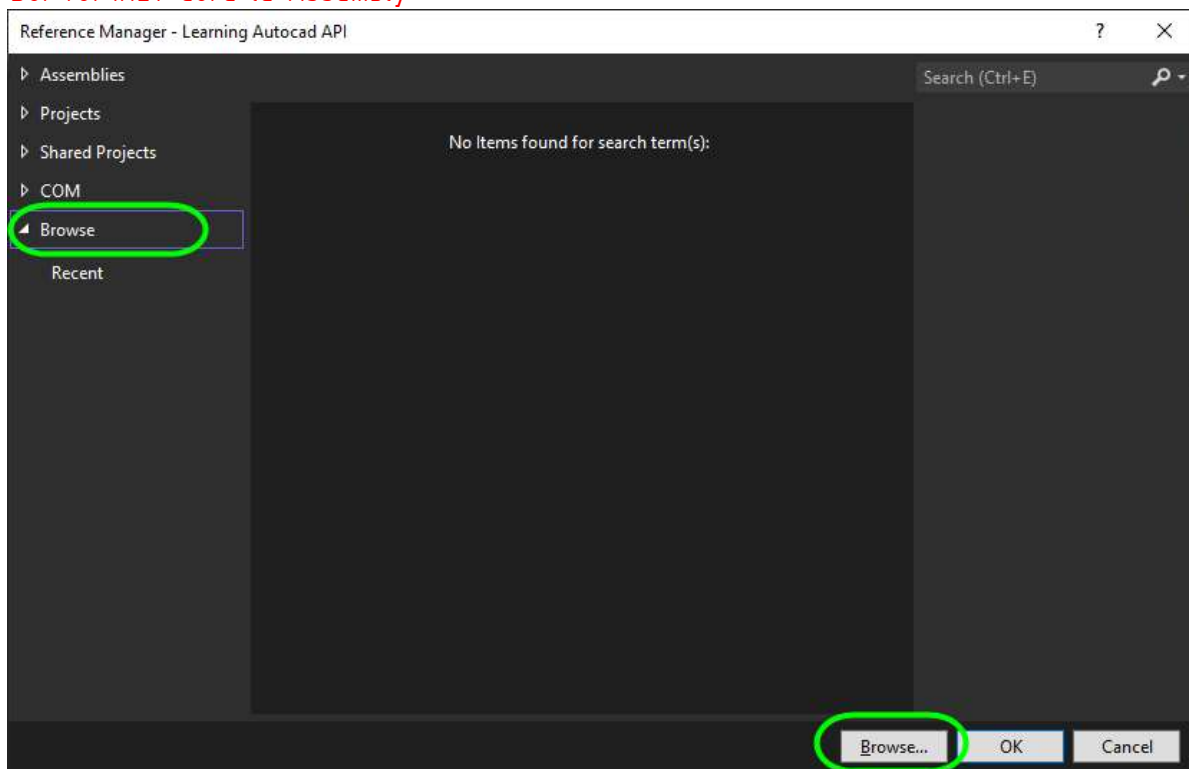 Reference Manager - Learning Autocad API ? ×
Assemblies
Search (Ctrl+E)
Projects
No Items found for search term(s):
Shared Projects
COM
Browse
Recent
Browse... OK Cancel